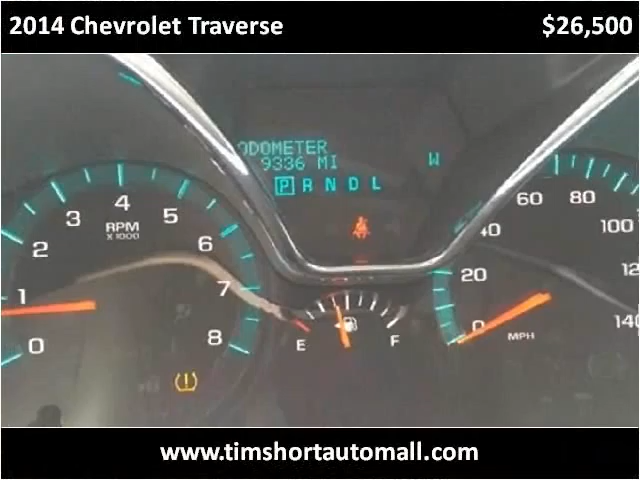 2014 Chevrolet Traverse $26,500
ODOMETER
9336 MI W
P R N D L
0 1 2 3 4 5 6 7 8
RPM
X 1000
E F
0 20 40 60 80 100 12 140
MPH
www.timshortautomall.com